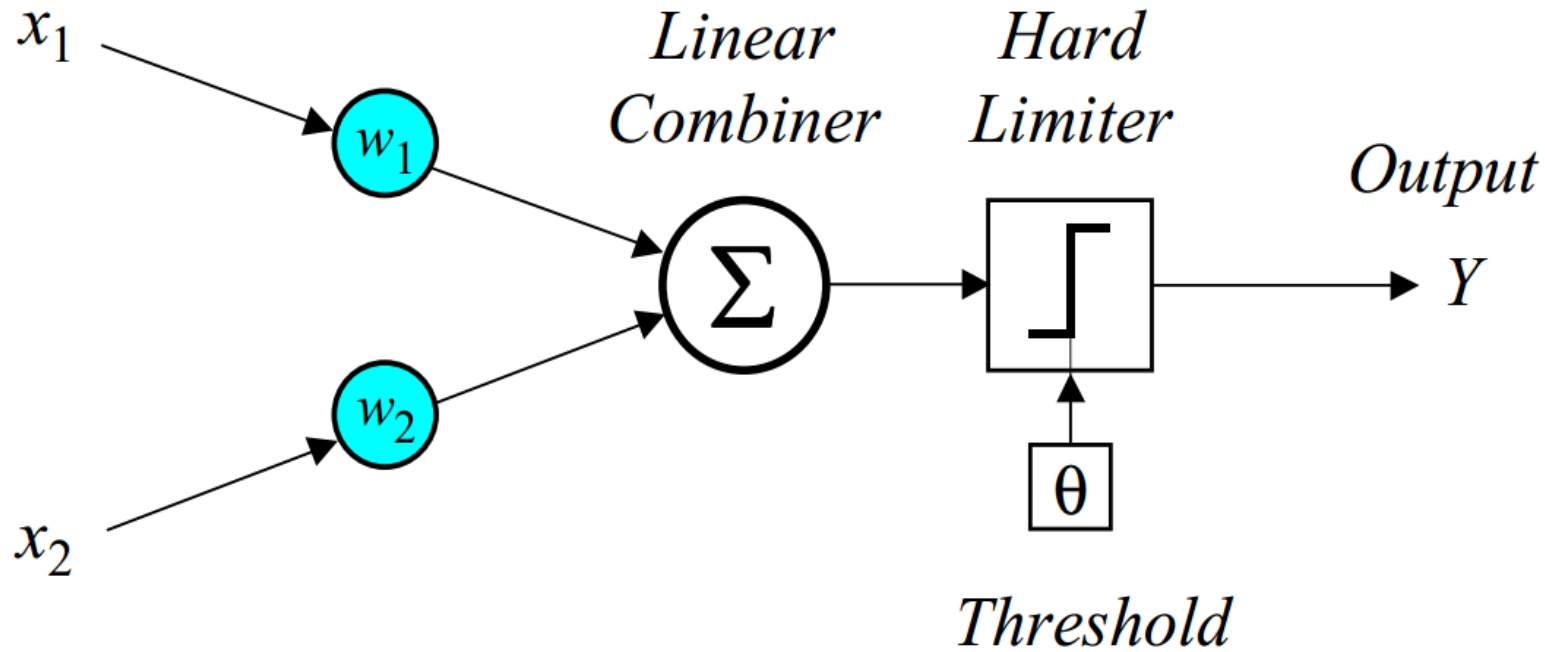 x₁
Linear
Combiner
Hard
Limiter
w₁
Output
Σ
Y
w₂
θ
x₂
Threshold